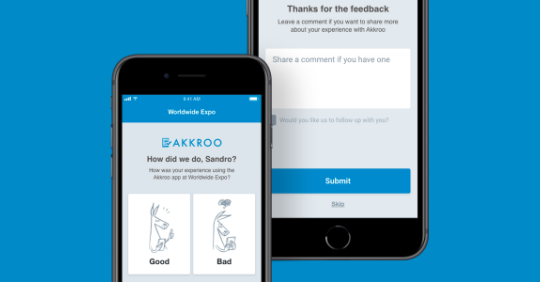 Thanks for the feedback
Leave a comment if you want to share more
about your experience with Akkroo
Share a comment if you have one
Would you like us to follow up with you?
Submit
Skip
9:41 AM
Worldwide Expo
AKKROO
How did we do, Sandro?
How was your experience using the
Akkroo app at Worldwide Expo?
Good
Bad